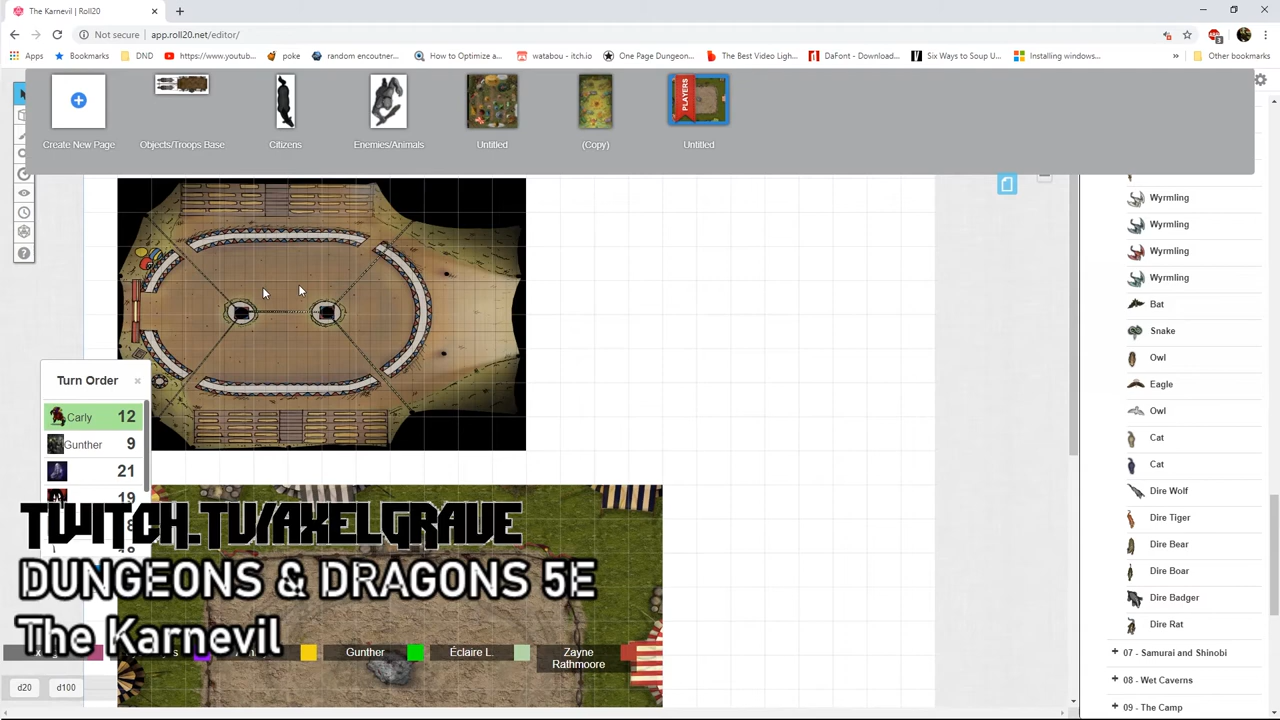 The Karnevil | Roll20
Not secure app.roll20.net/editor/
Apps Bookmarks DND https://www.youtub... poke random encoutner... How to Optimize a... watabou - itch.io One Page Dungeon... The Best Video Ligh... DaFont - Download... Six Ways to Soup U... Installing windows... » Other bookmarks
PLAYERS
Create New Page Objects/Troops Base Citizens Enemies/Animals Untitled (Copy) Untitled
Wyrmling
Wyrmling
Wyrmling
Wyrmling
Bat
Snake
Owl
Eagle
Owl
Cat
Cat
Dire Wolf
Dire Tiger
Dire Bear
Dire Boar
Dire Badger
Dire Rat
07 - Samurai and Shinobi
08 - Wet Caverns
09 - The Camp
Turn Order
Carly 12
Gunther 9
21
19
18
TWITCH.TV/AXELGRAVE
DUNGEONS & DRAGONS 5E
The Karnevil
Gunther Éclaire L. Zayne
Rathmoore
d20 d100